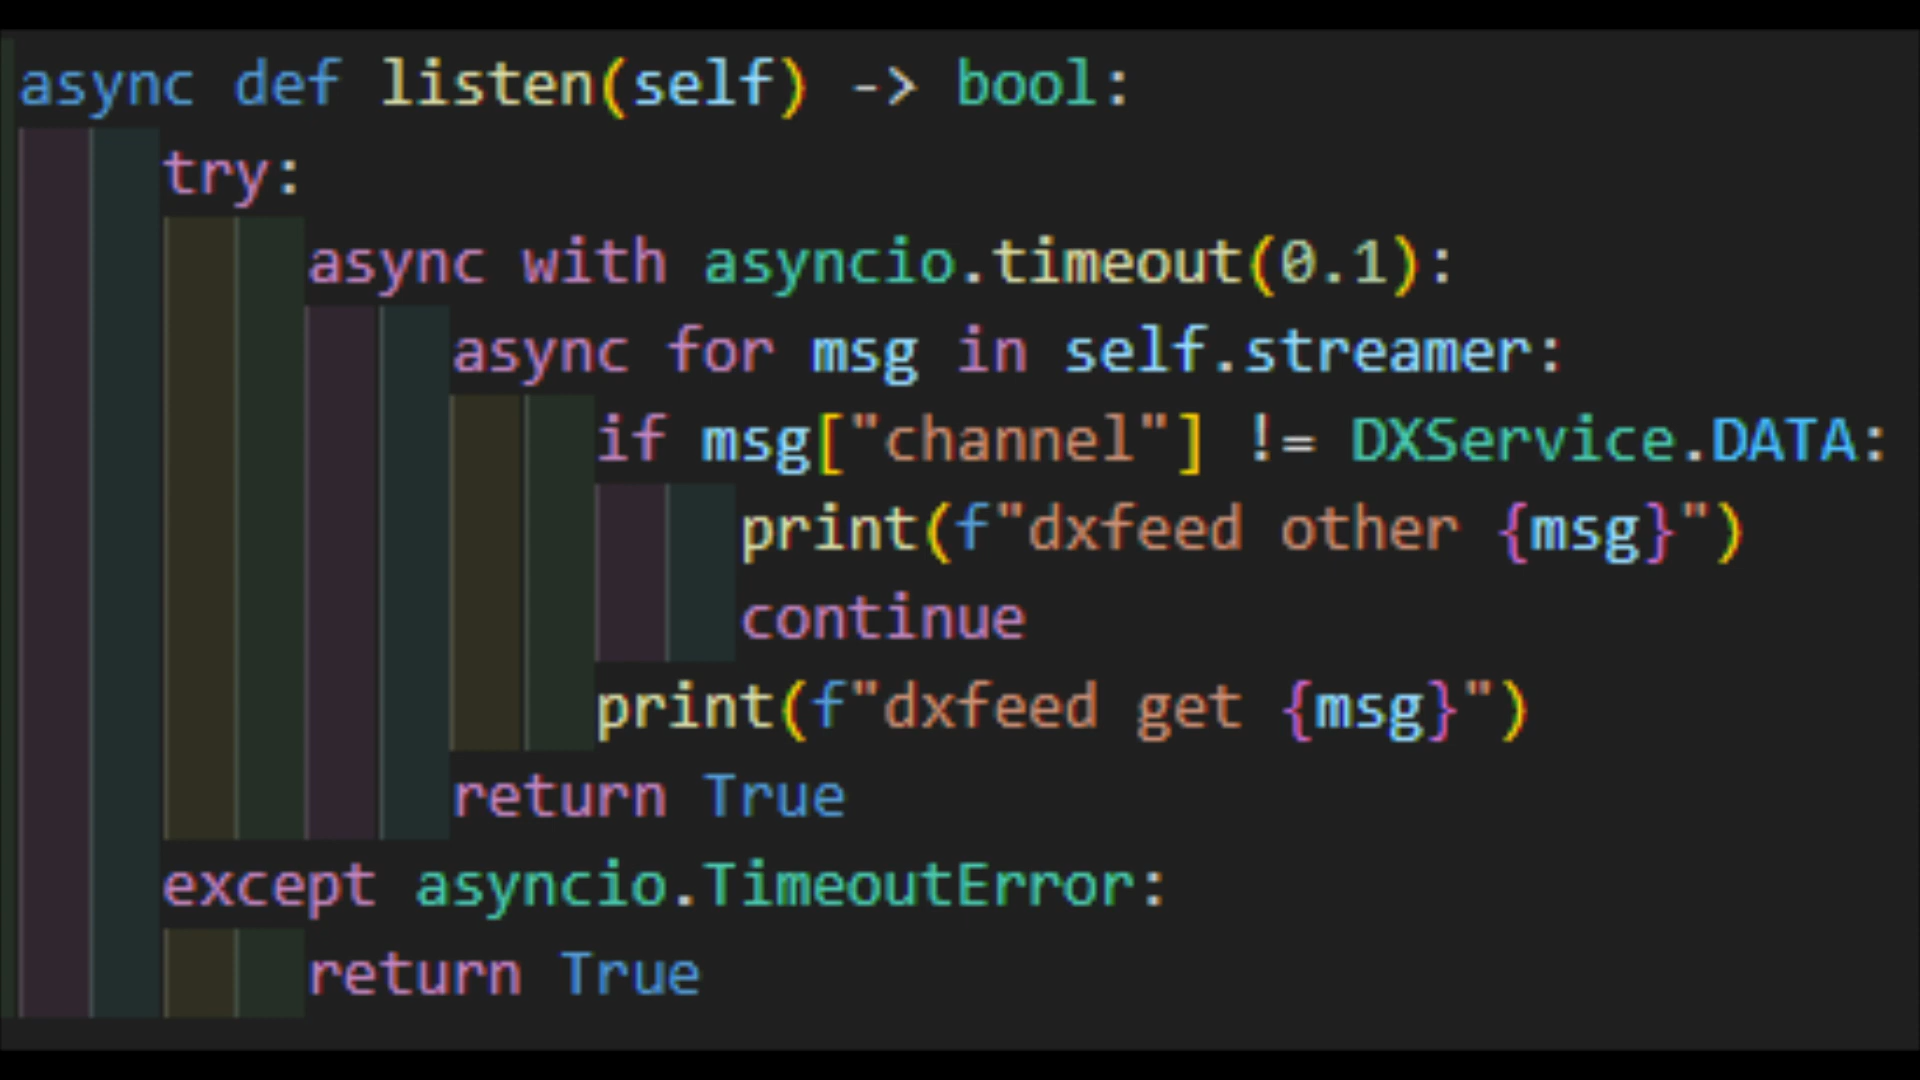 async def listen(self) -> bool:
    try:
        async with asyncio.timeout(0.1):
            async for msg in self.streamer:
                if msg["channel"] != DXService.DATA:
                    print(f"dxfeed other {msg}")
                    continue
                print(f"dxfeed get {msg}")
            return True
    except asyncio.TimeoutError:
        return True